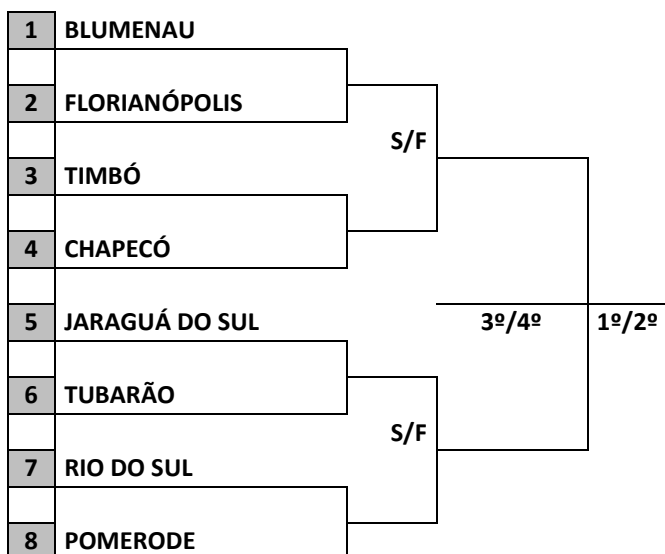 1 BLUMENAU
2 FLORIANÓPOLIS
S/F
3 TIMBÓ
4 CHAPECÓ
5 JARAGUÁ DO SUL 3º/4º 1º/2º
6 TUBARÃO
S/F
7 RIO DO SUL
8 POMERODE